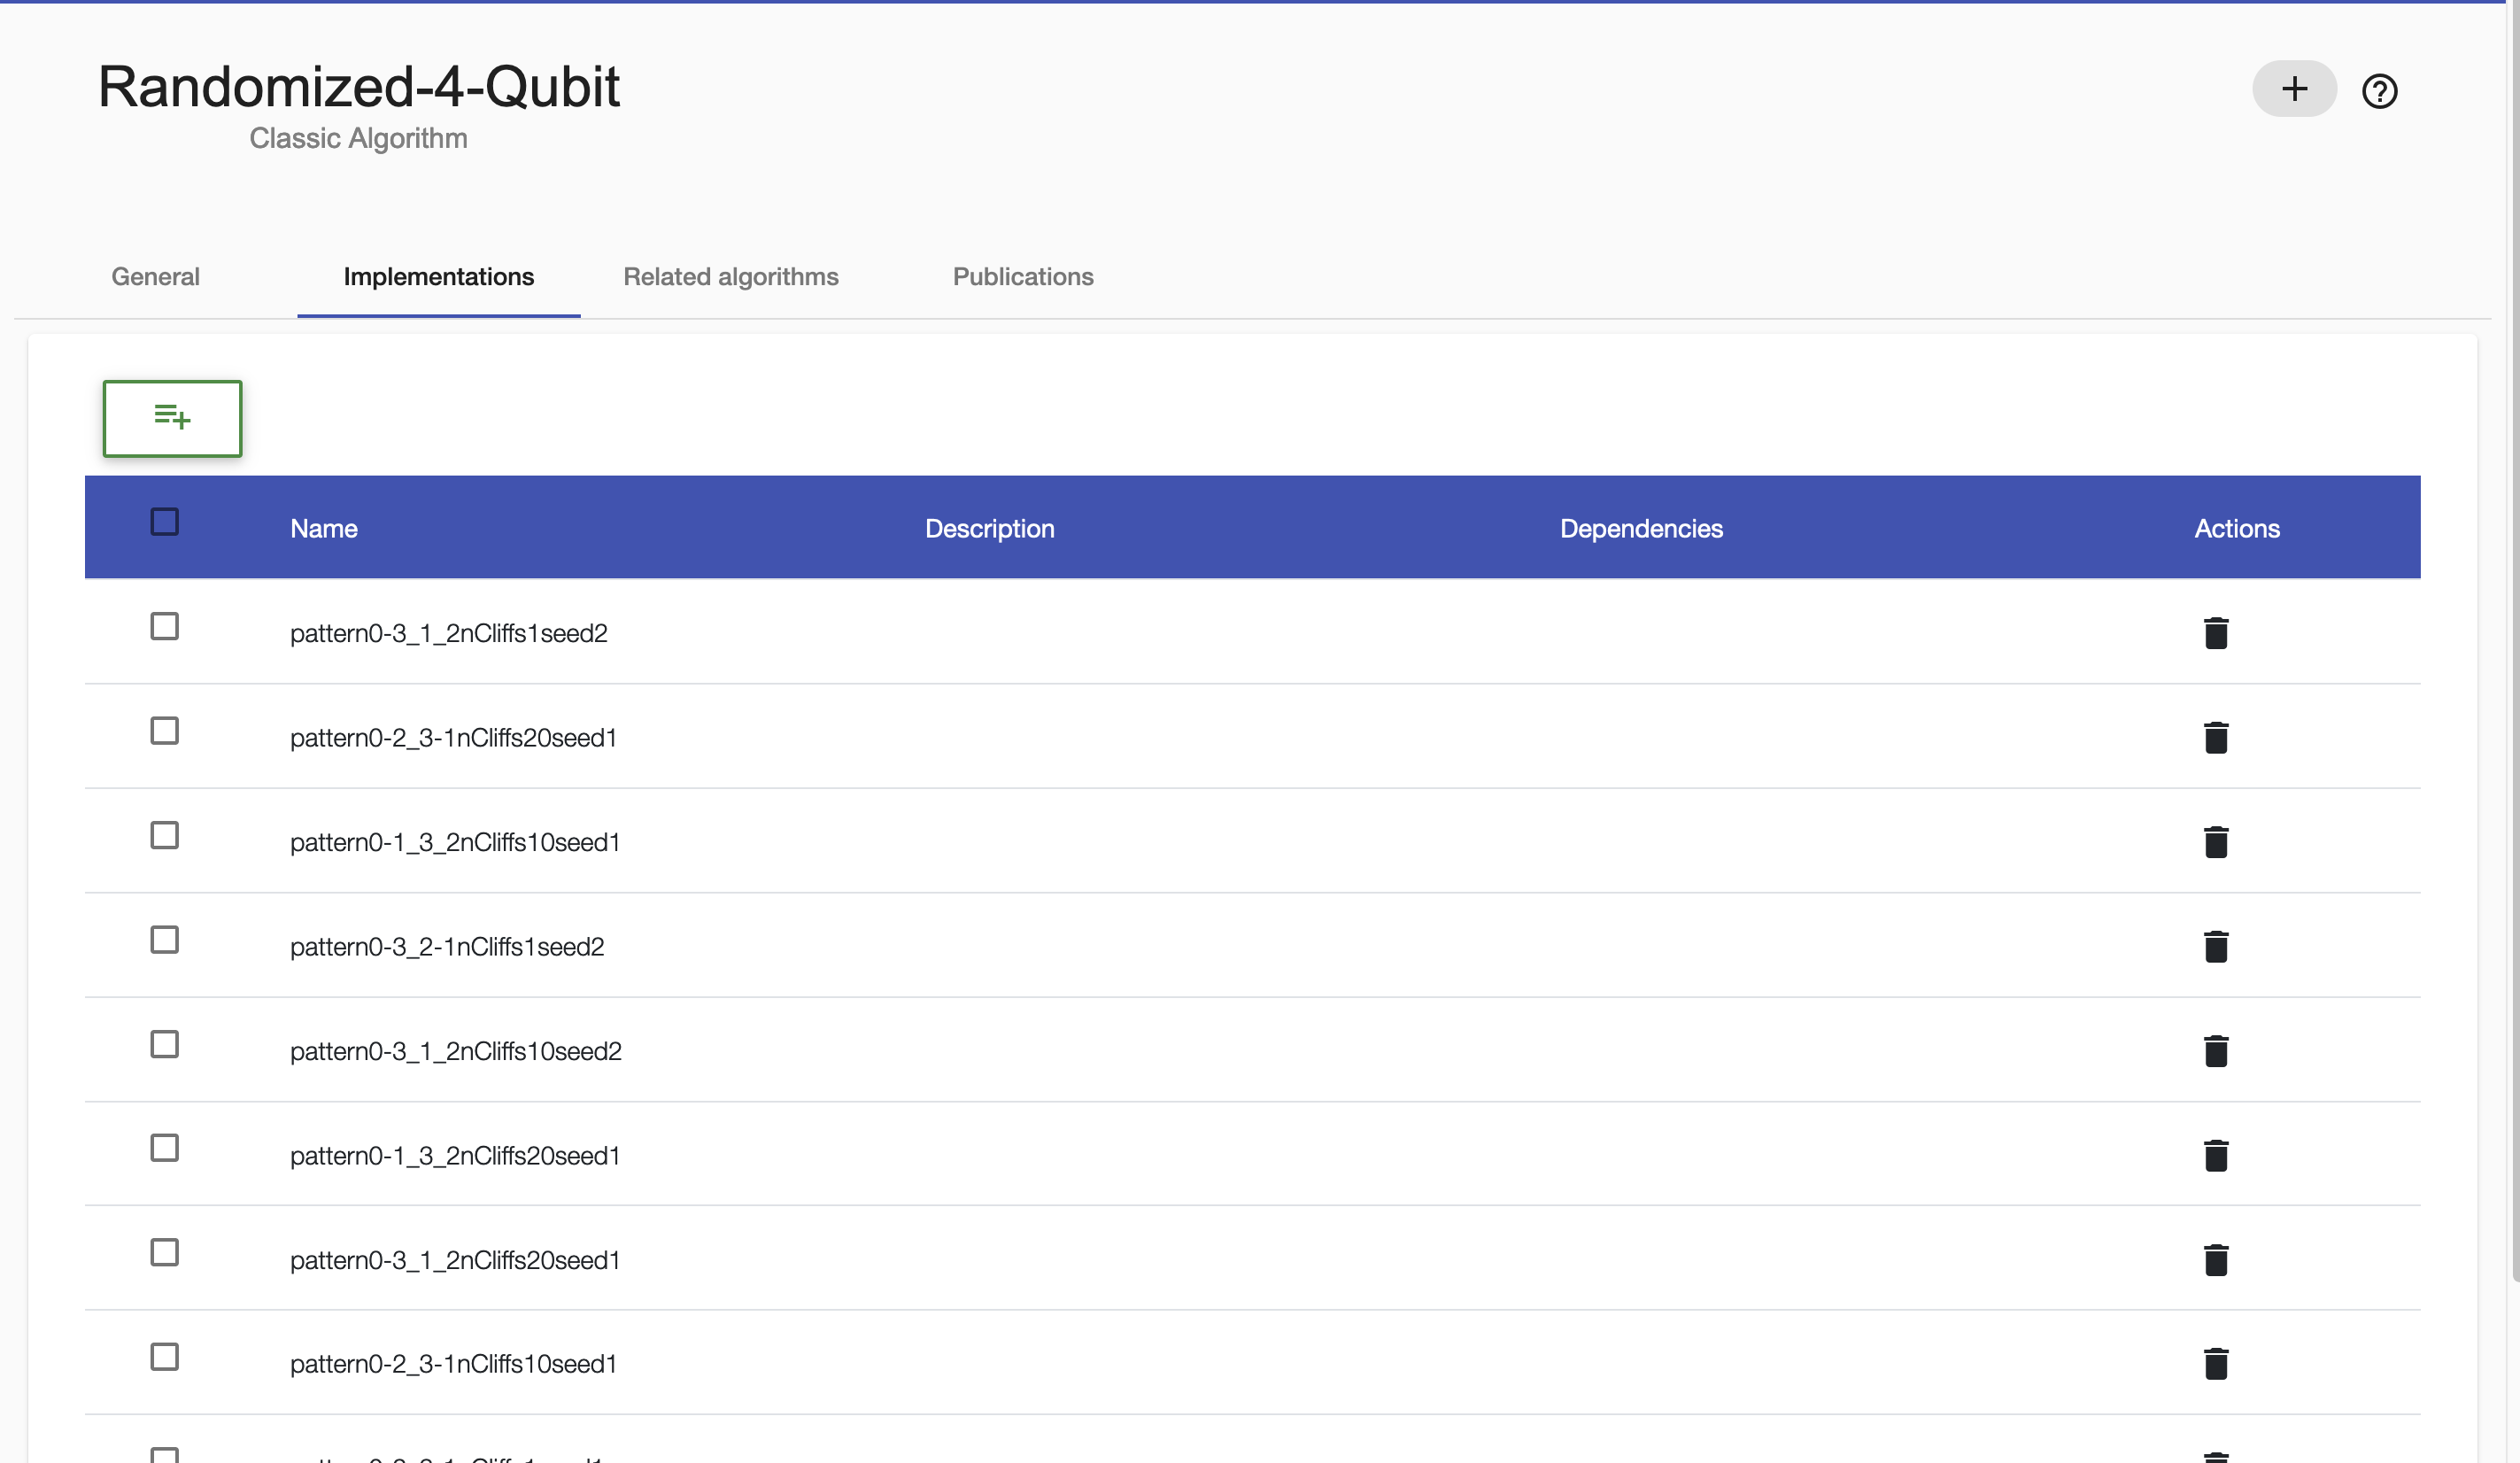 Randomized-4-Qubit
Classic Algorithm
General Implementations Related algorithms Publications
Name Description Dependencies Actions
pattern0-3_1_2nCliffs1seed2
pattern0-2_3-1nCliffs20seed1
pattern0-1_3_2nCliffs10seed1
pattern0-3_2-1nCliffs1seed2
pattern0-3_1_2nCliffs10seed2
pattern0-1_3_2nCliffs20seed1
pattern0-3_1_2nCliffs20seed1
pattern0-2_3-1nCliffs10seed1